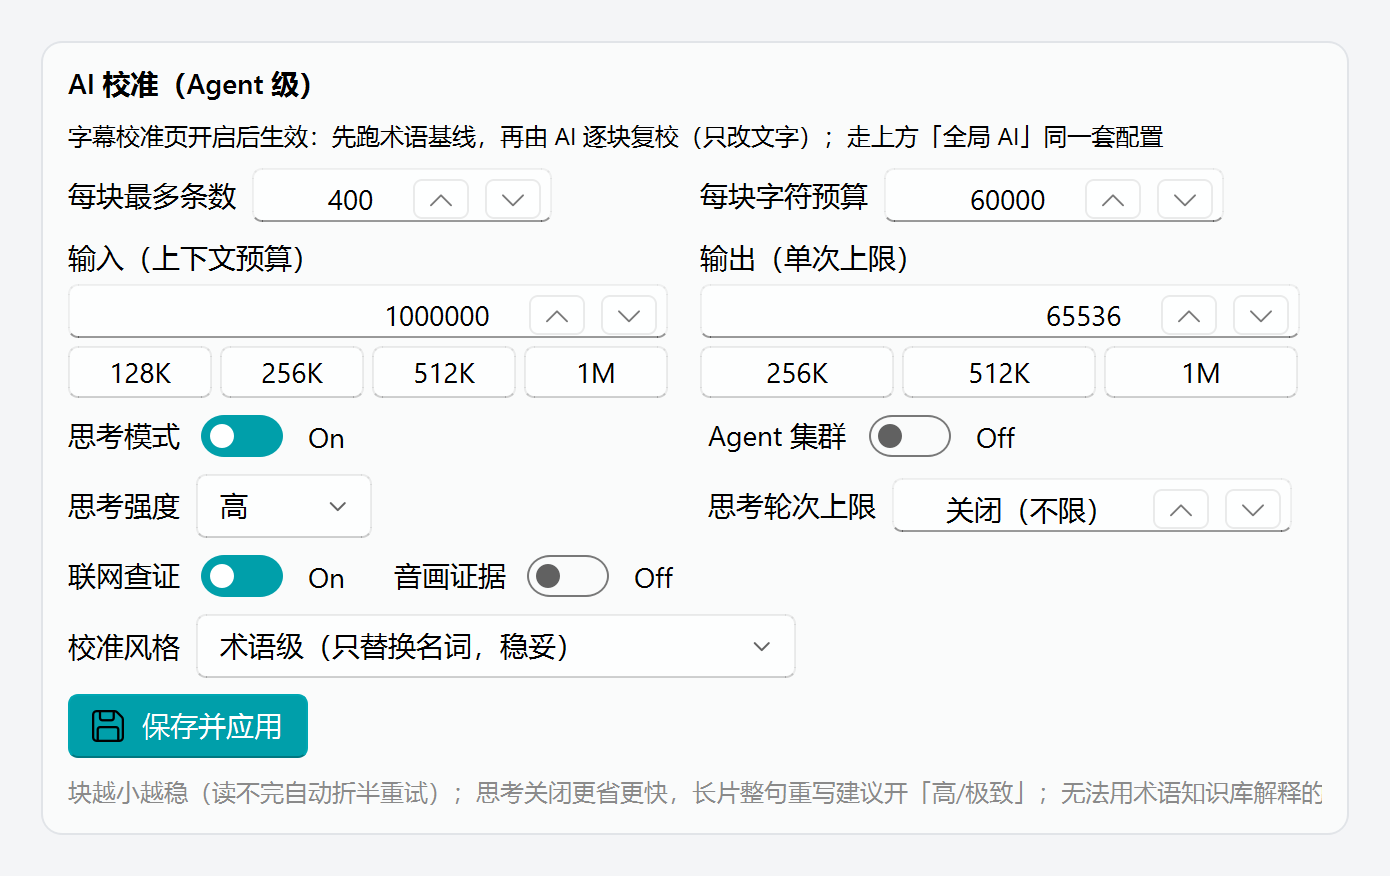 AI 校准（Agent 级）
字幕校准页开启后生效：先跑术语基线，再由 AI 逐块复校（只改文字）；走上方「全局 AI」同一套配置
每块最多条数 400 每块字符预算 60000
输入（上下文预算） 输出（单次上限）
1000000 65536
128K 256K 512K 1M 256K 512K 1M
思考模式 On Agent 集群 Off
思考强度 高 思考轮次上限 关闭（不限）
联网查证 On 音画证据 Off
校准风格 术语级（只替换名词，稳妥）
保存并应用
块越小越稳（读不完自动折半重试）；思考关闭更省更快，长片整句重写建议开「高/极致」；无法用术语知识库解释的